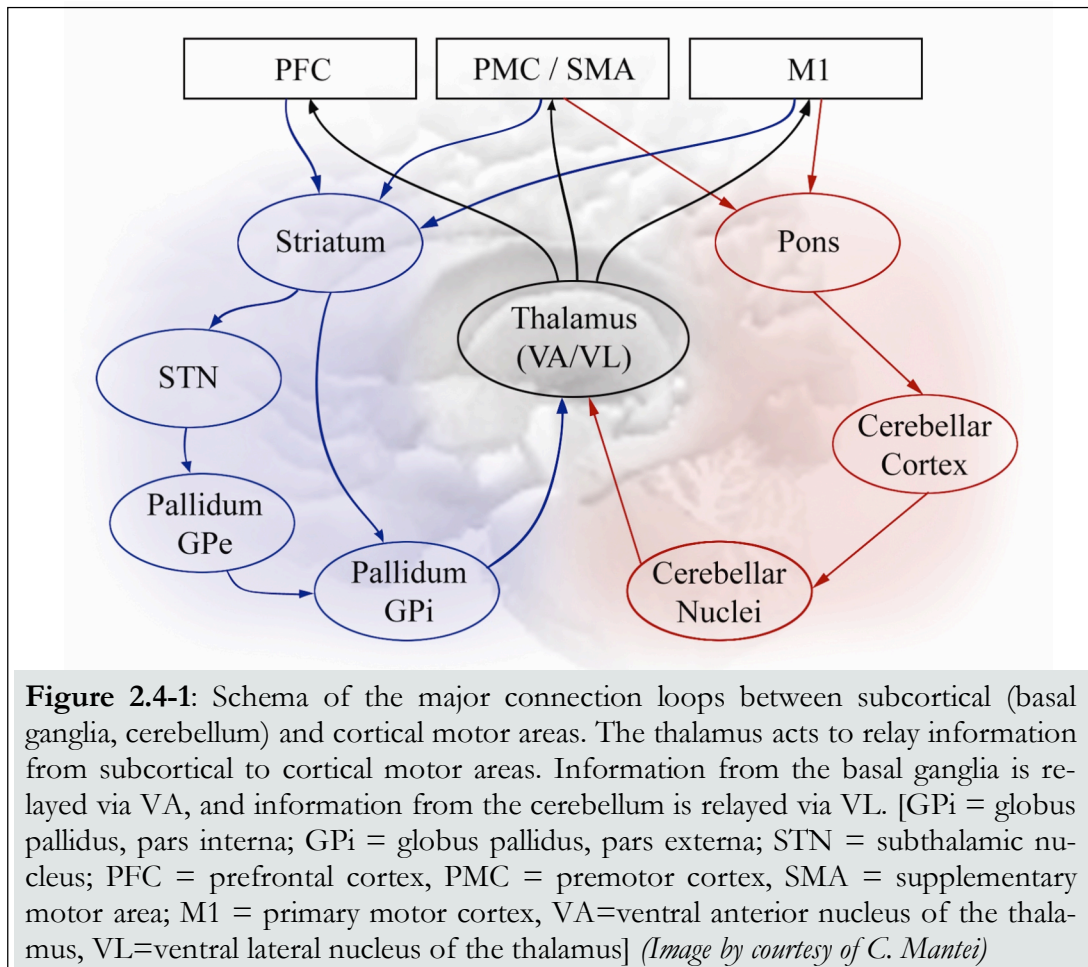 PFC
PMC / SMA
M1
Striatum
Pons
Thalamus
(VA/VL)
STN
Cerebellar
Cortex
Pallidum
GPe
Pallidum
GPi
Cerebellar
Nuclei
Figure 2.4-1: Schema of the major connection loops between subcortical (basal
ganglia, cerebellum) and cortical motor areas. The thalamus acts to relay information
from subcortical to cortical motor areas. Information from the basal ganglia is re-
layed via VA, and information from the cerebellum is relayed via VL. [GPi = globus
pallidus, pars interna; GPi = globus pallidus, pars externa; STN = subthalamic nu-
cleus; PFC = prefrontal cortex, PMC = premotor cortex, SMA = supplementary
motor area; M1 = primary motor cortex, VA=ventral anterior nucleus of the thala-
mus, VL=ventral lateral nucleus of the thalamus] (Image by courtesy of C. Mantei)